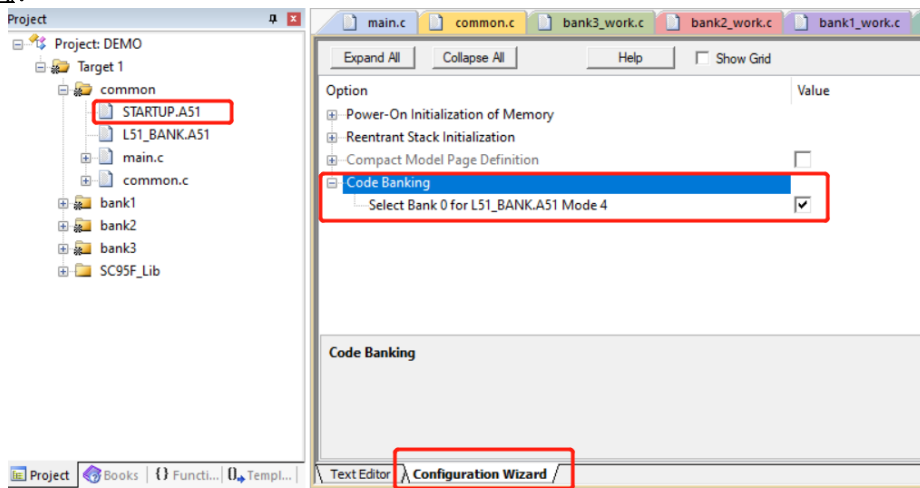 Project
Project: DEMO
Target 1
common
STARTUP.A51
L51_BANK.A51
main.c
common.c
bank1
bank2
bank3
SC95F_Lib
Project Books {} Functi... Templ...
main.c common.c bank3_work.c bank2_work.c bank1_work.c
Expand All Collapse All Help Show Grid
Option Value
Power-On Initialization of Memory
Reentrant Stack Initialization
Compact Model Page Definition
Code Banking
Select Bank 0 for L51_BANK.A51 Mode 4
Code Banking
Text Editor Configuration Wizard